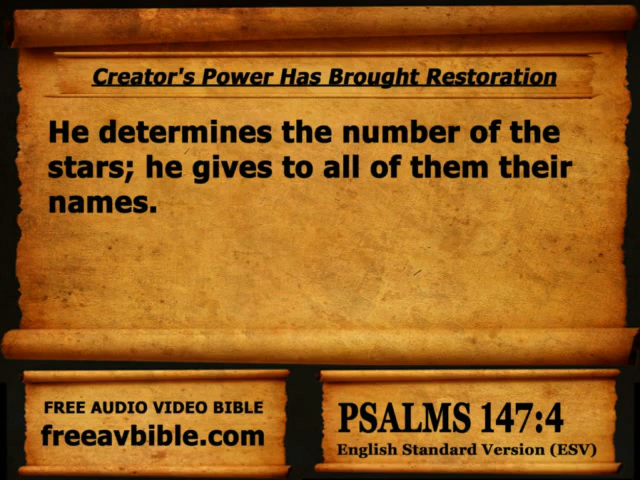 Creator's Power Has Brought Restoration
He determines the number of the
stars; he gives to all of them their
names.
FREE AUDIO VIDEO BIBLE
freeavbible.com
PSALMS 147:4
English Standard Version (ESV)